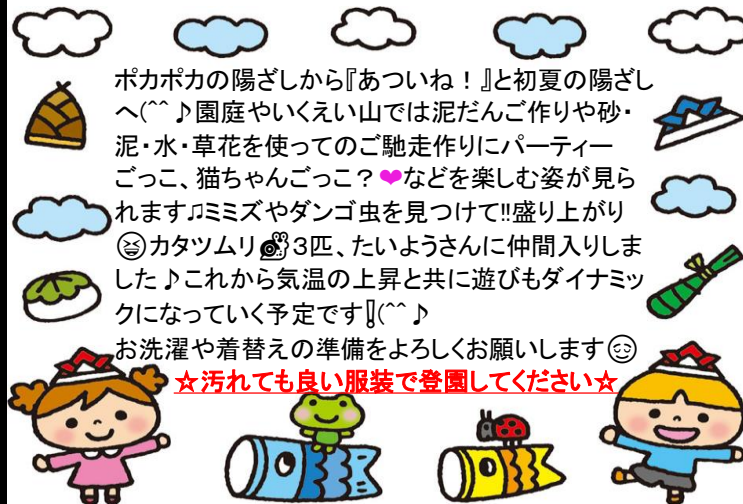 ポカポカの陽ざしから『あついね！』と初夏の陽ざし
へ(^^♪園庭やいくえい山では泥だんご作りや砂・
泥・水・草花を使ってのご馳走作りにパーティー
ごっこ、猫ちゃんごっこ？❤などを楽しむ姿が見ら
れます♫ミミズやダンゴ虫を見つけて‼盛り上がり
😆カタツムリ🐌3匹、たいようさんに仲間入りしま
した♪これから気温の上昇と共に遊びもダイナミッ
クになっていく予定です‼(^^♪
お洗濯や着替えの準備をよろしくお願いします😌
☆汚れても良い服装で登園してください☆